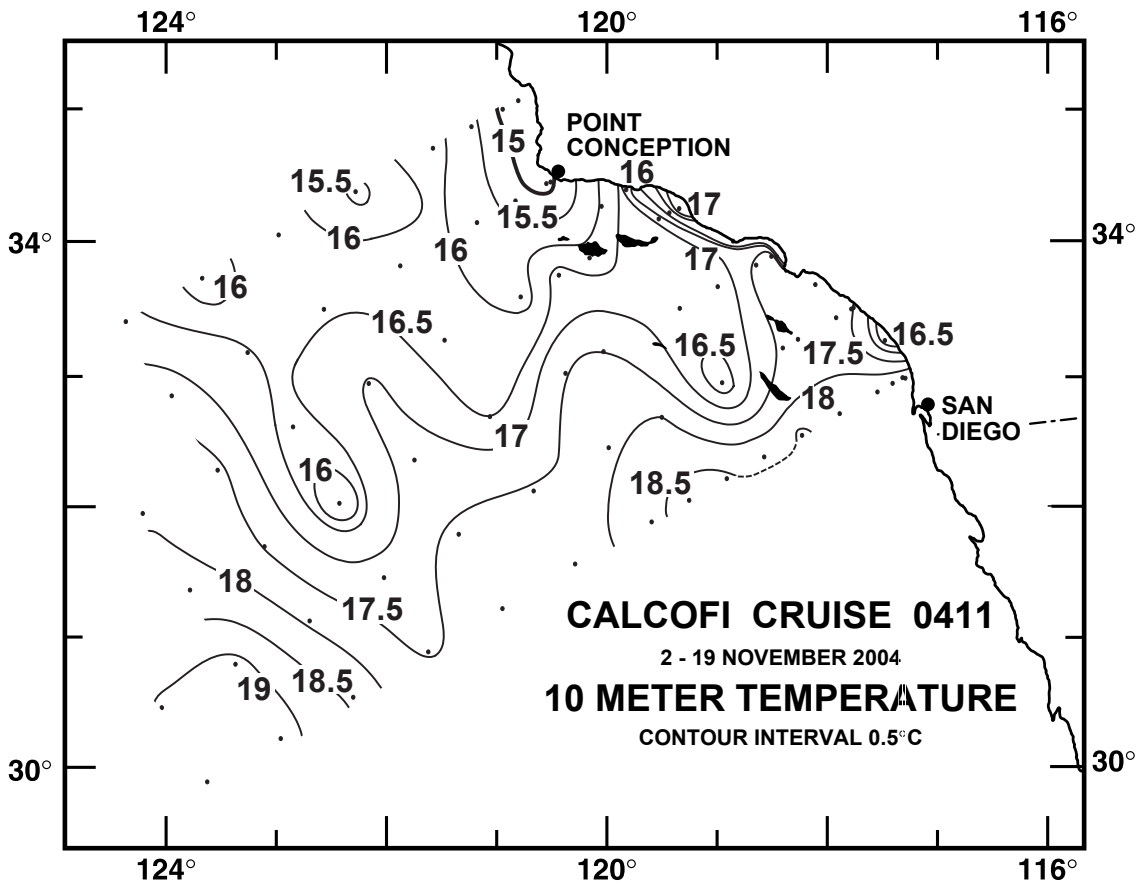 124° 120° 116°
POINT
CONCEPTION
15
16
15.5
15.5
17
16
16
34° 34°
17
16
16.5
16.5
16.5
17.5
18
SAN
DIEGO
17
16
18.5
18
17.5
CALCOFI CRUISE 0411
2 - 19 NOVEMBER 2004
18.5
19
10 METER TEMPERATURE
CONTOUR INTERVAL 0.5°C
30° 30°
124° 120° 116°